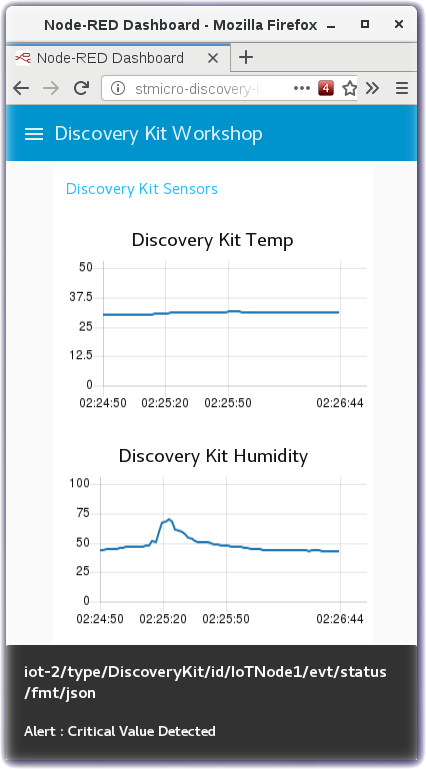 Node-RED Dashboard - Mozilla Firefox
Node-RED Dashboard
stmicro-discovery-k
4
Discovery Kit Workshop
Discovery Kit Sensors
Discovery Kit Temp
50
37.5
25
12.5
0
02:24:50 02:25:20 02:25:50 02:26:44
Discovery Kit Humidity
100
75
50
25
0
02:24:50 02:25:20 02:25:50 02:26:44
iot-2/type/DiscoveryKit/id/IoTNode1/evt/status
/fmt/json
Alert : Critical Value Detected